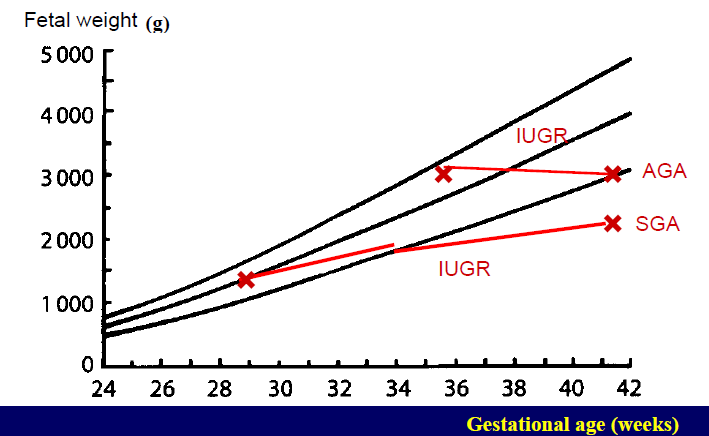 Fetal weight (g)
5 000
4 000
IUGR
3 000
AGA
SGA
2 000
IUGR
1 000
0
24 26 28 30 32 34 36 38 40 42
Gestational age (weeks)